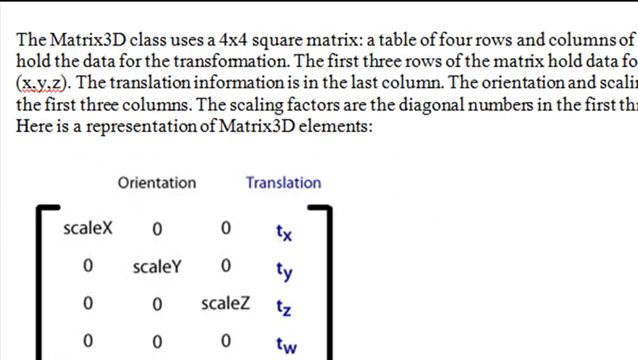 The Matrix3D class uses a 4x4 square matrix: a table of four rows and columns of
hold the data for the transformation. The first three rows of the matrix hold data fo
(x,y,z). The translation information is in the last column. The orientation and scali
the first three columns. The scaling factors are the diagonal numbers in the first th
Here is a representation of Matrix3D elements:
Orientation Translation
scaleX 0 0 tx
0 scaleY 0 ty
0 0 scaleZ tz
0 0 0 tw